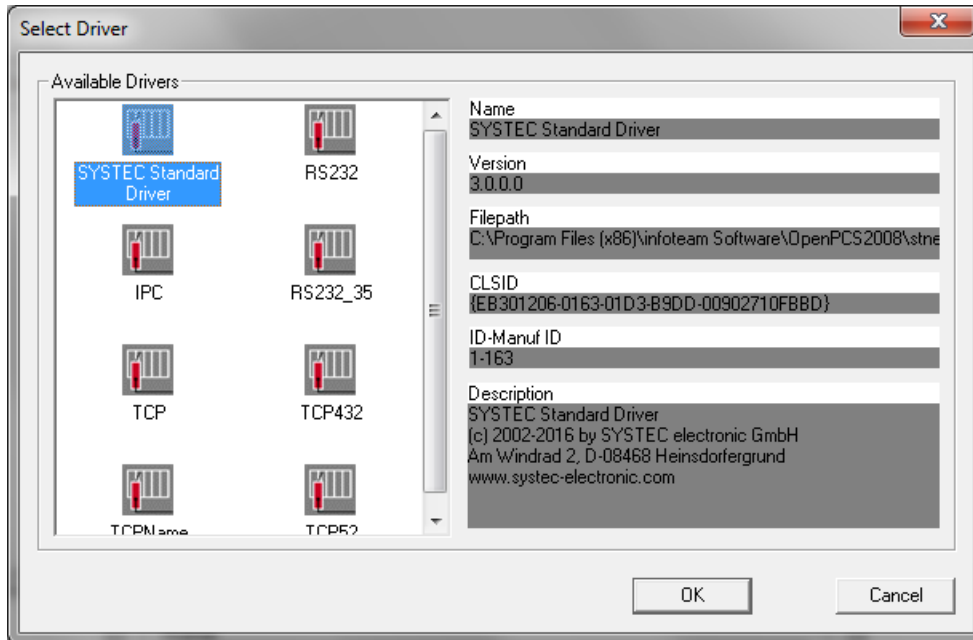 Select Driver
Available Drivers
SYSTEC Standard
Driver
RS232
IPC
RS232_35
TCP
TCP432
TCPName
TCP52
Name
SYSTEC Standard Driver
Version
3.0.0.0
Filepath
C:\Program Files (x86)\infoteam Software\OpenPCS2008\stne
CLSID
{EB301206-0163-01D3-B9DD-00902710FBBD}
ID-Manuf ID
1-163
Description
SYSTEC Standard Driver
(c) 2002-2016 by SYSTEC electronic GmbH
Am Windrad 2, D-08468 Heinsdorfergrund
www.systec-electronic.com
OK
Cancel